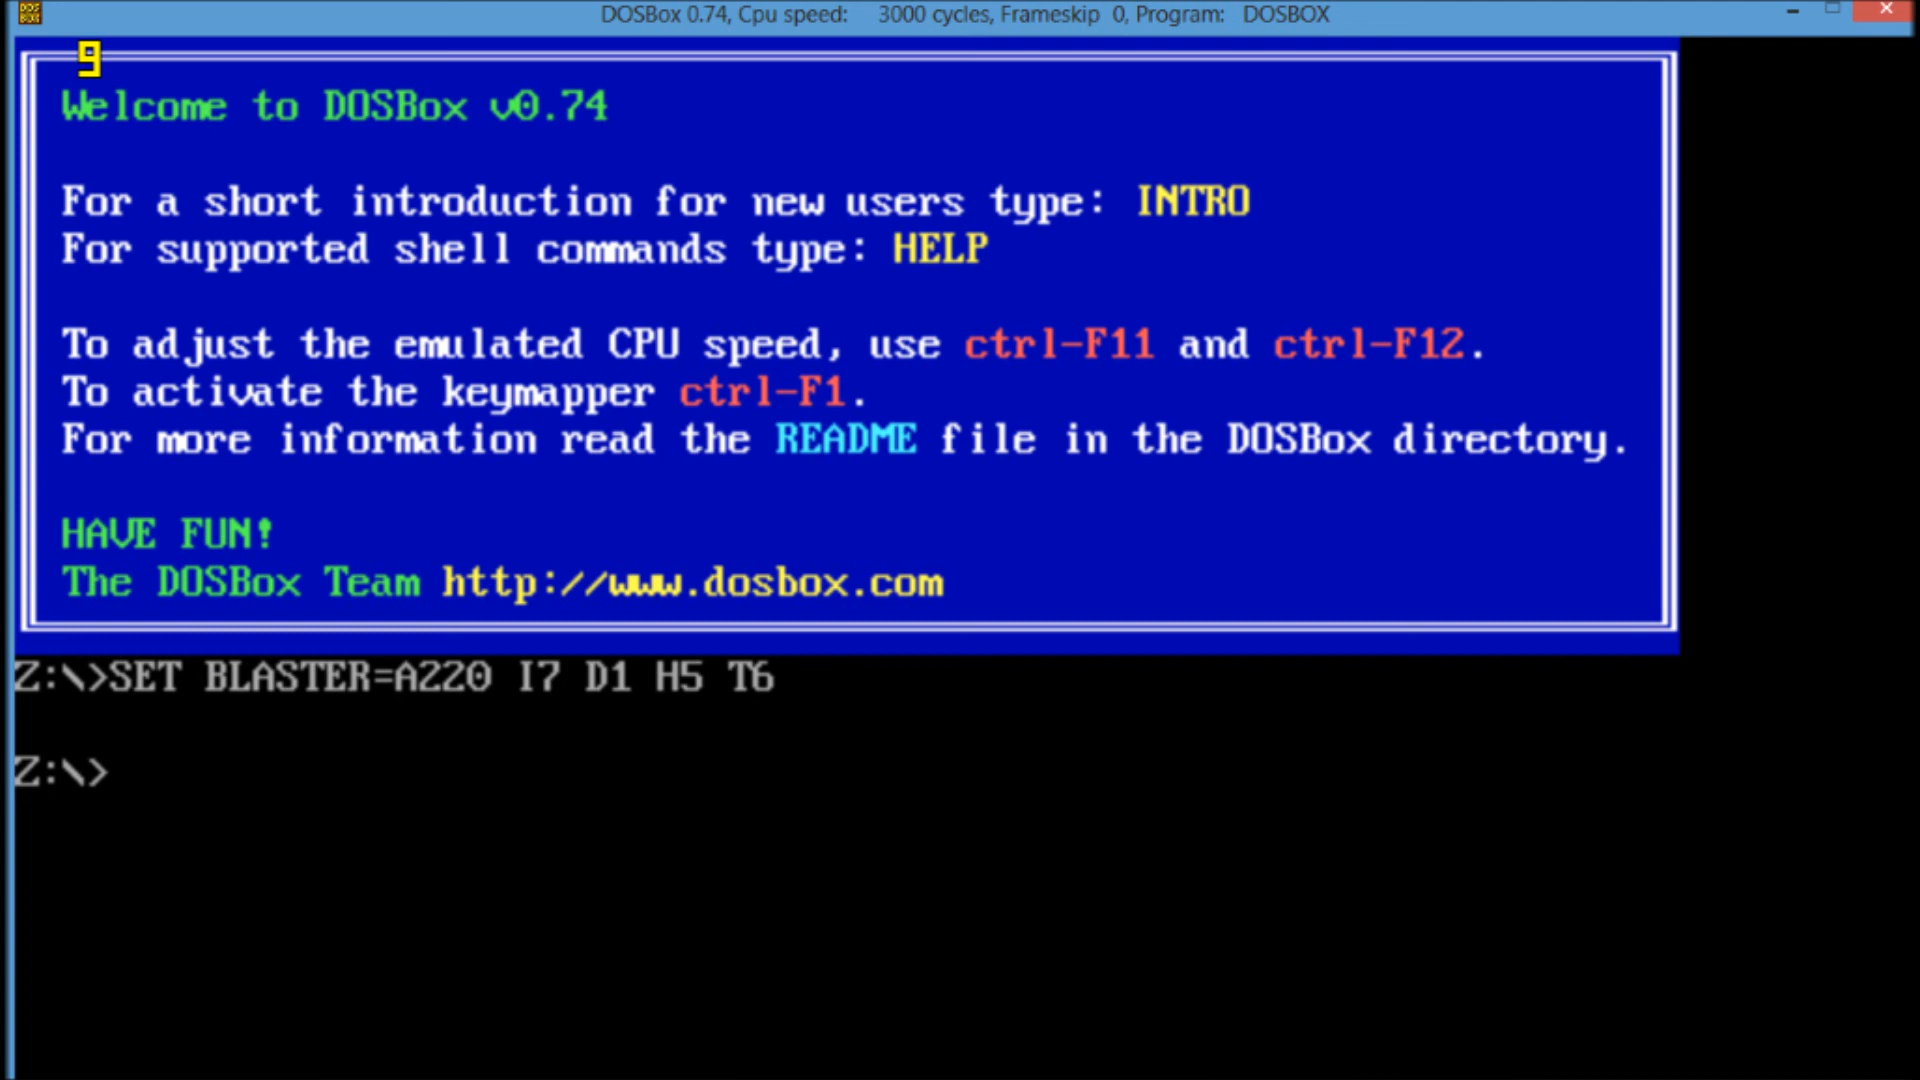 DOSBox 0.74, Cpu speed: 3000 cycles, Frameskip 0, Program: DOSBOX
9
Welcome to DOSBox v0.74
For a short introduction for new users type: INTRO
For supported shell commands type: HELP
To adjust the emulated CPU speed, use ctrl-F11 and ctrl-F12.
To activate the keymapper ctrl-F1.
For more information read the README file in the DOSBox directory.
HAVE FUN!
The DOSBox Team http://www.dosbox.com
Z:\>SET BLASTER=A220 I7 D1 H5 T6
Z:\>